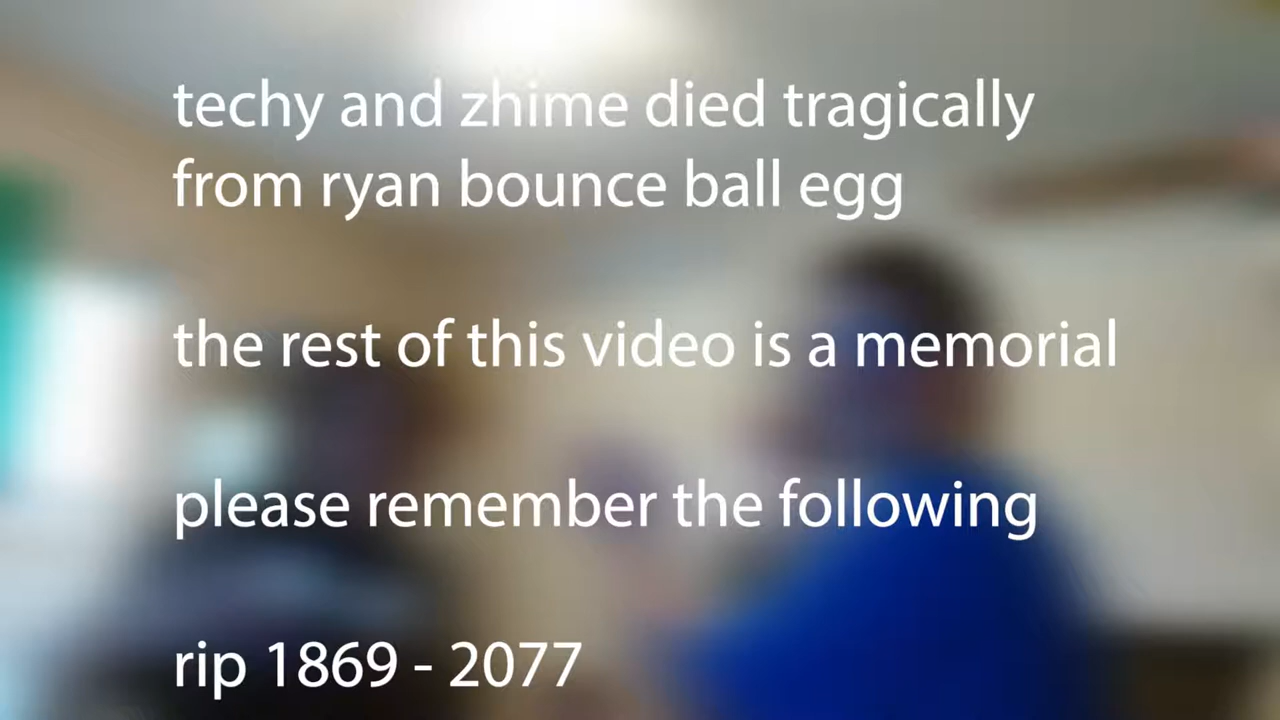 techy and zhime died tragically
from ryan bounce ball egg
the rest of this video is a memorial
please remember the following
rip 1869 - 2077